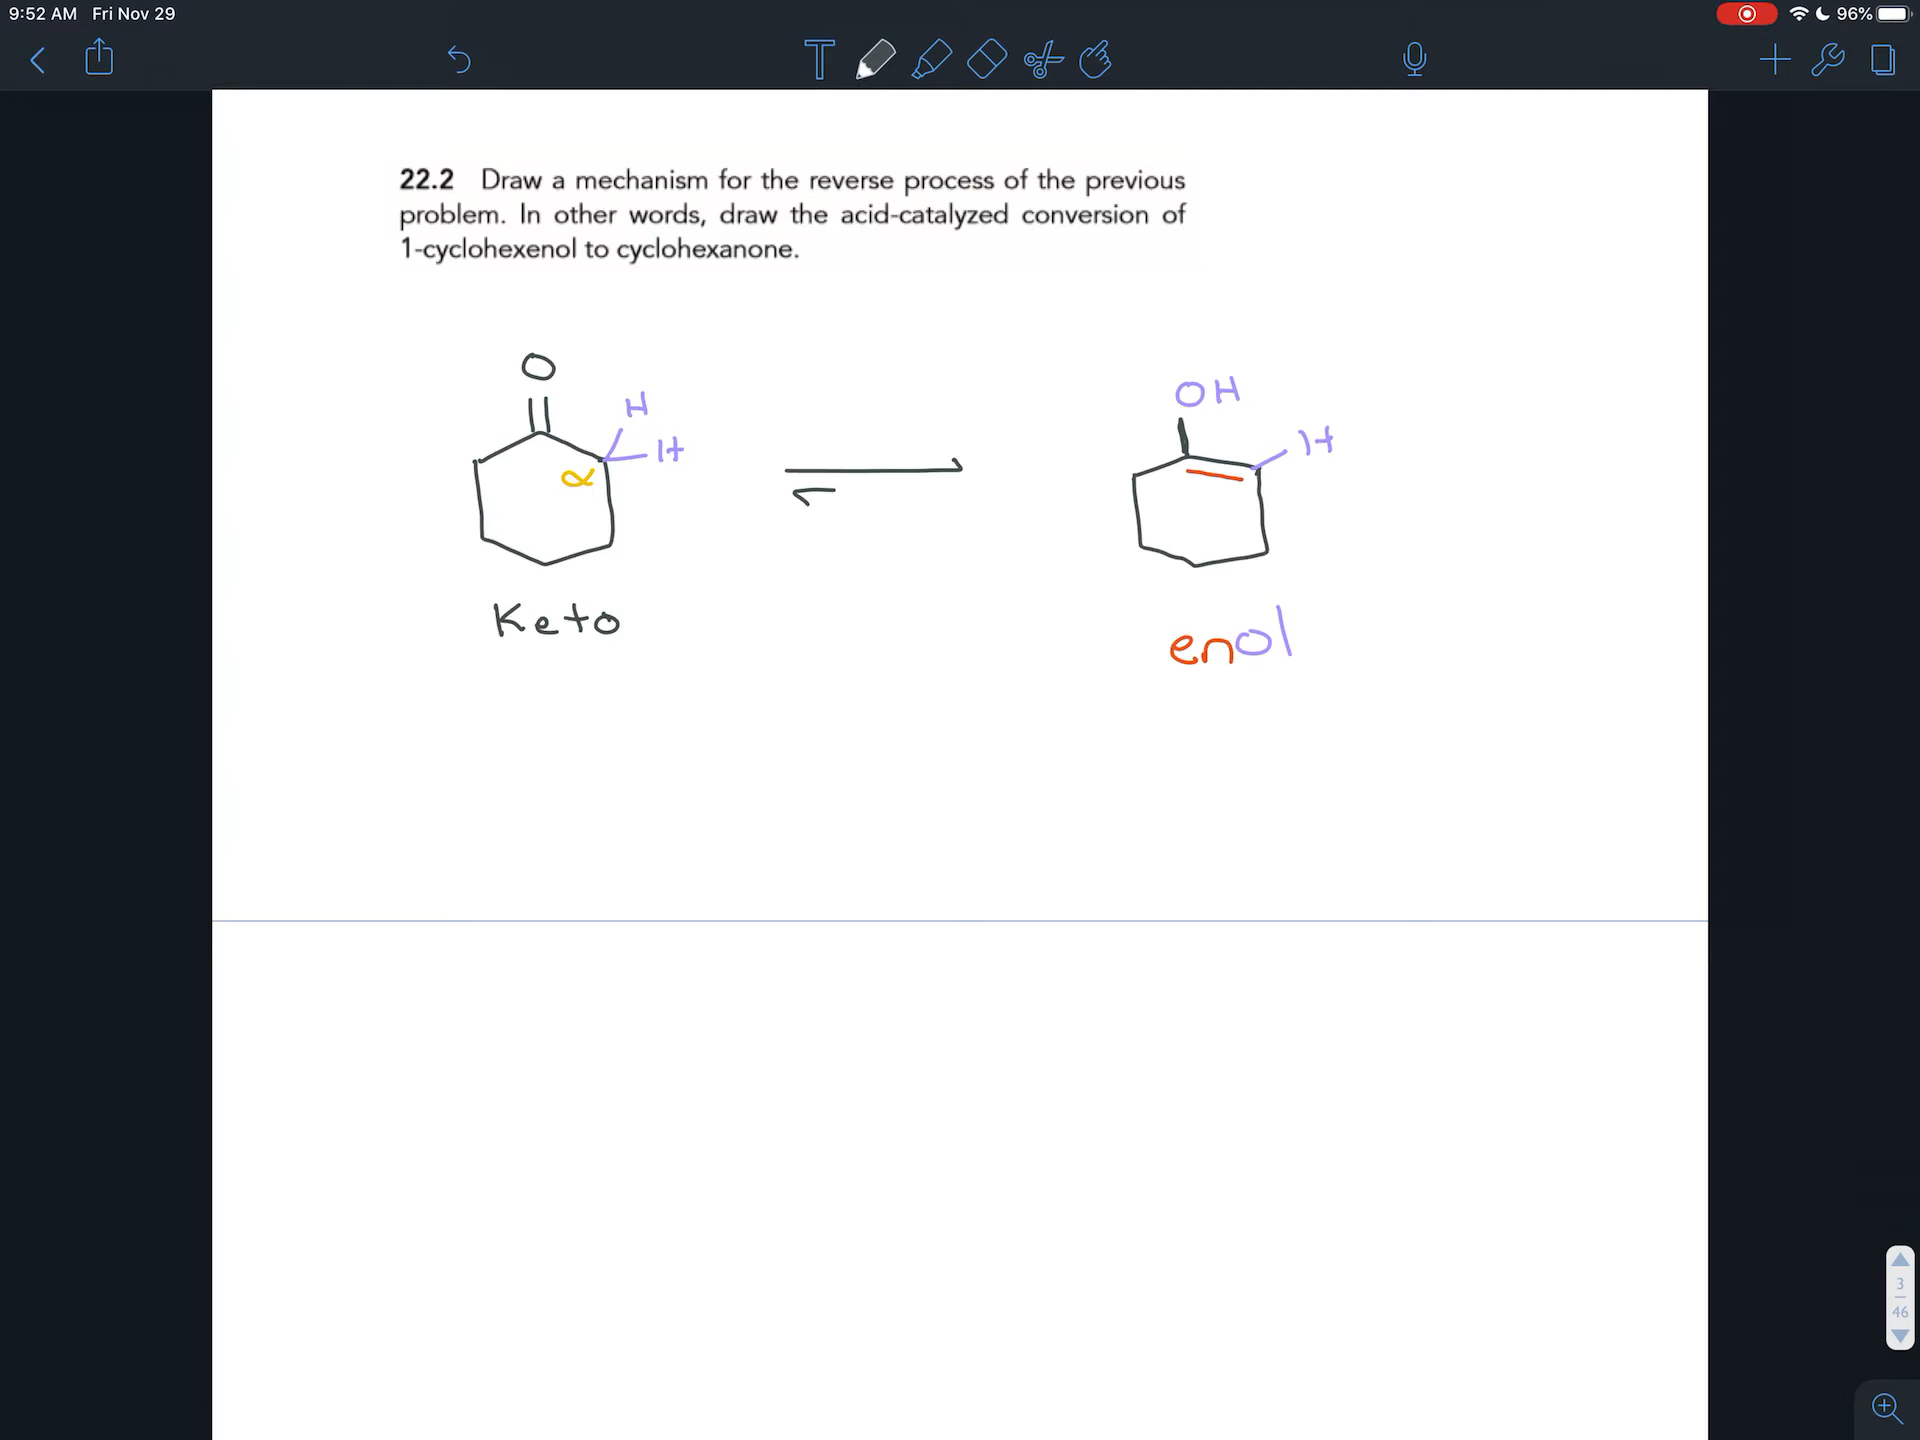 9:52 AM Fri Nov 29
96%
T
22.2 Draw a mechanism for the reverse process of the previous
problem. In other words, draw the acid-catalyzed conversion of
1-cyclohexenol to cyclohexanone.
O
H
H
α
OH
H
Keto
enol
3
46